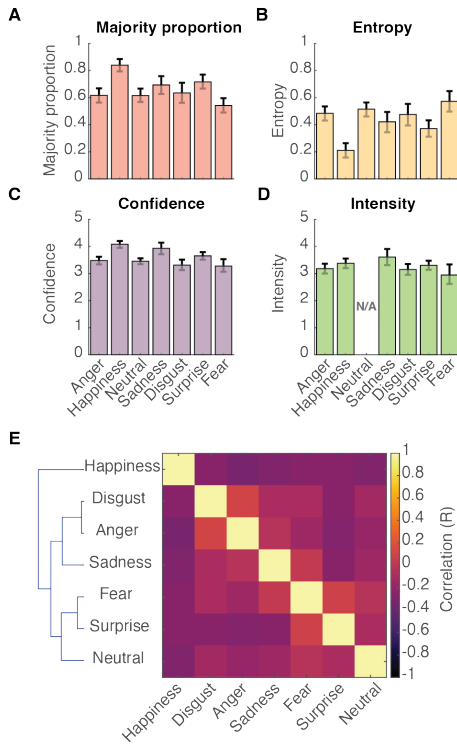 A
Majority proportion
B
Entropy
Majority proportion
1
0.8
0.6
0.4
0.2
0
Entropy
1
0.8
0.6
0.4
0.2
0
C
Confidence
D
Intensity
Confidence
5
4
3
2
1
0
Anger
Happiness
Neutral
Sadness
Disgust
Surprise
Fear
Intensity
5
4
3
2
1
0
N/A
Anger
Happiness
Neutral
Sadness
Disgust
Surprise
Fear
E
Happiness
Disgust
Anger
Sadness
Fear
Surprise
Neutral
Happiness
Disgust
Anger
Sadness
Fear
Surprise
Neutral
1
0.8
0.6
0.4
0.2
0
-0.2
-0.4
-0.6
-0.8
-1
Correlation (R)